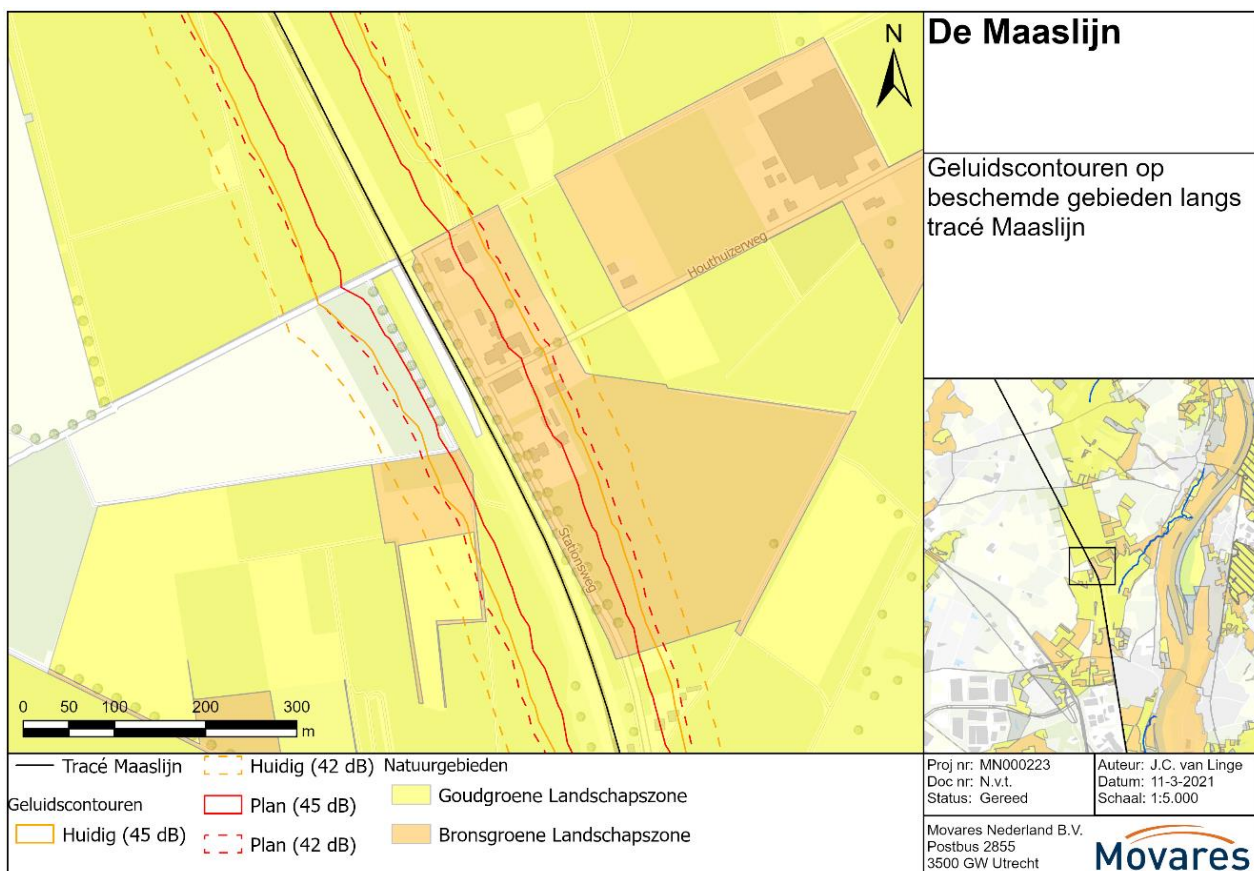 De Maaslijn
Geluidscontouren op
beschemde gebieden langs
tracé Maaslijn
N
Houthuizerweg
Stationsweg
0 50 100 200 300
m
Tracé Maaslijn
Geluidscontouren
Huidig (45 dB)
Huidig (42 dB)
Plan (45 dB)
Plan (42 dB)
Natuurgebieden
Goudgroene Landschapszone
Bronsgroene Landschapszone
Proj nr: MN000223
Doc nr: N.v.t.
Status: Gereed
Auteur: J.C. van Linge
Datum: 11-3-2021
Schaal: 1:5.000
Movares Nederland B.V.
Postbus 2855
3500 GW Utrecht
Movares